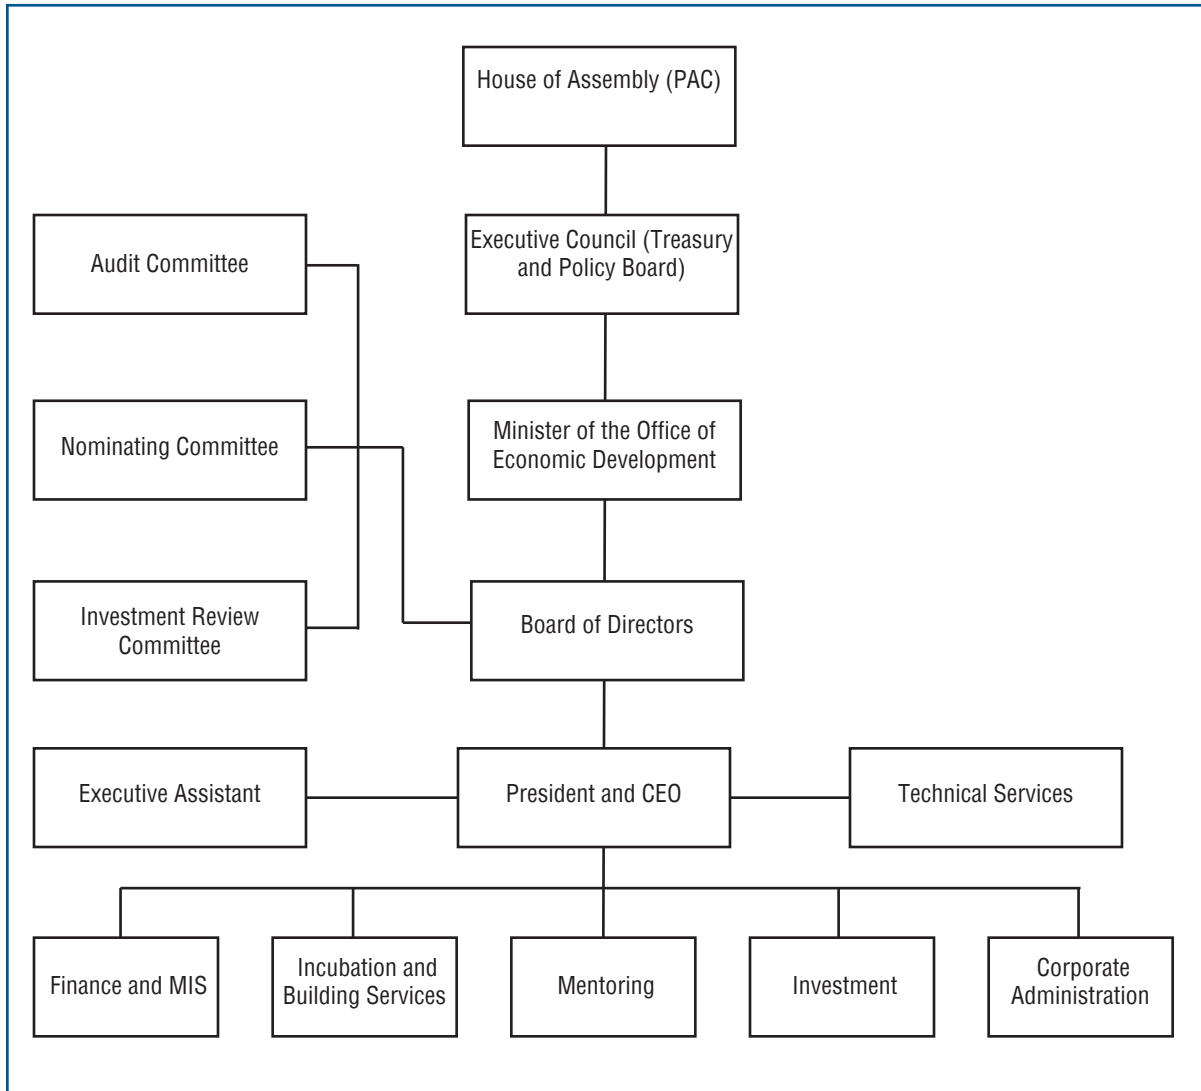 House of Assembly (PAC)
Executive Council (Treasury
and Policy Board)
Audit Committee
Minister of the Office of
Economic Development
Nominating Committee
Board of Directors
Investment Review
Committee
Executive Assistant
President and CEO
Technical Services
Finance and MIS
Incubation and
Building Services
Mentoring
Investment
Corporate
Administration